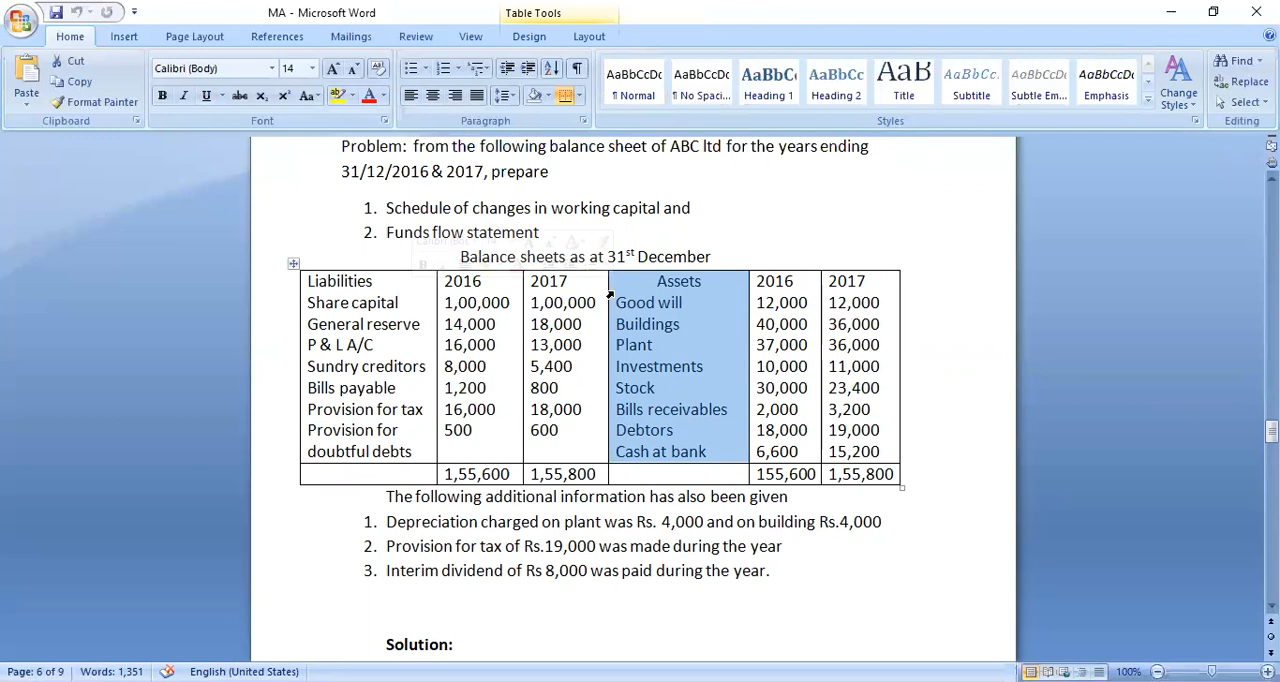 MA - Microsoft Word
Table Tools
Home Insert Page Layout References Mailings Review View Design Layout
Cut
Copy
Format Painter
Paste
Clipboard
Calibri (Body) 14
Font
Paragraph
AaBbCcDc AaBbCcDc AaBbC AaBbCc AaB AaBbCc. AaBbCcDc AaBbCcDc
¶ Normal ¶ No Spaci... Heading 1 Heading 2 Title Subtitle Subtle Em... Emphasis
Change Styles
Styles
Find
Replace
Select
Editing
Problem: from the following balance sheet of ABC ltd for the years ending
31/12/2016 & 2017, prepare
1. Schedule of changes in working capital and
2. Funds flow statement
Balance sheets as at 31st December
Liabilities 2016 2017 Assets 2016 2017
Share capital 1,00,000 1,00,000 Good will 12,000 12,000
General reserve 14,000 18,000 Buildings 40,000 36,000
P & L A/C 16,000 13,000 Plant 37,000 36,000
Sundry creditors 8,000 5,400 Investments 10,000 11,000
Bills payable 1,200 800 Stock 30,000 23,400
Provision for tax 16,000 18,000 Bills receivables 2,000 3,200
Provision for 500 600 Debtors 18,000 19,000
doubtful debts Cash at bank 6,600 15,200
1,55,600 1,55,800 155,600 1,55,800
The following additional information has also been given
1. Depreciation charged on plant was Rs. 4,000 and on building Rs.4,000
2. Provision for tax of Rs.19,000 was made during the year
3. Interim dividend of Rs 8,000 was paid during the year.
Solution:
Page: 6 of 9 Words: 1,351 English (United States) 100%